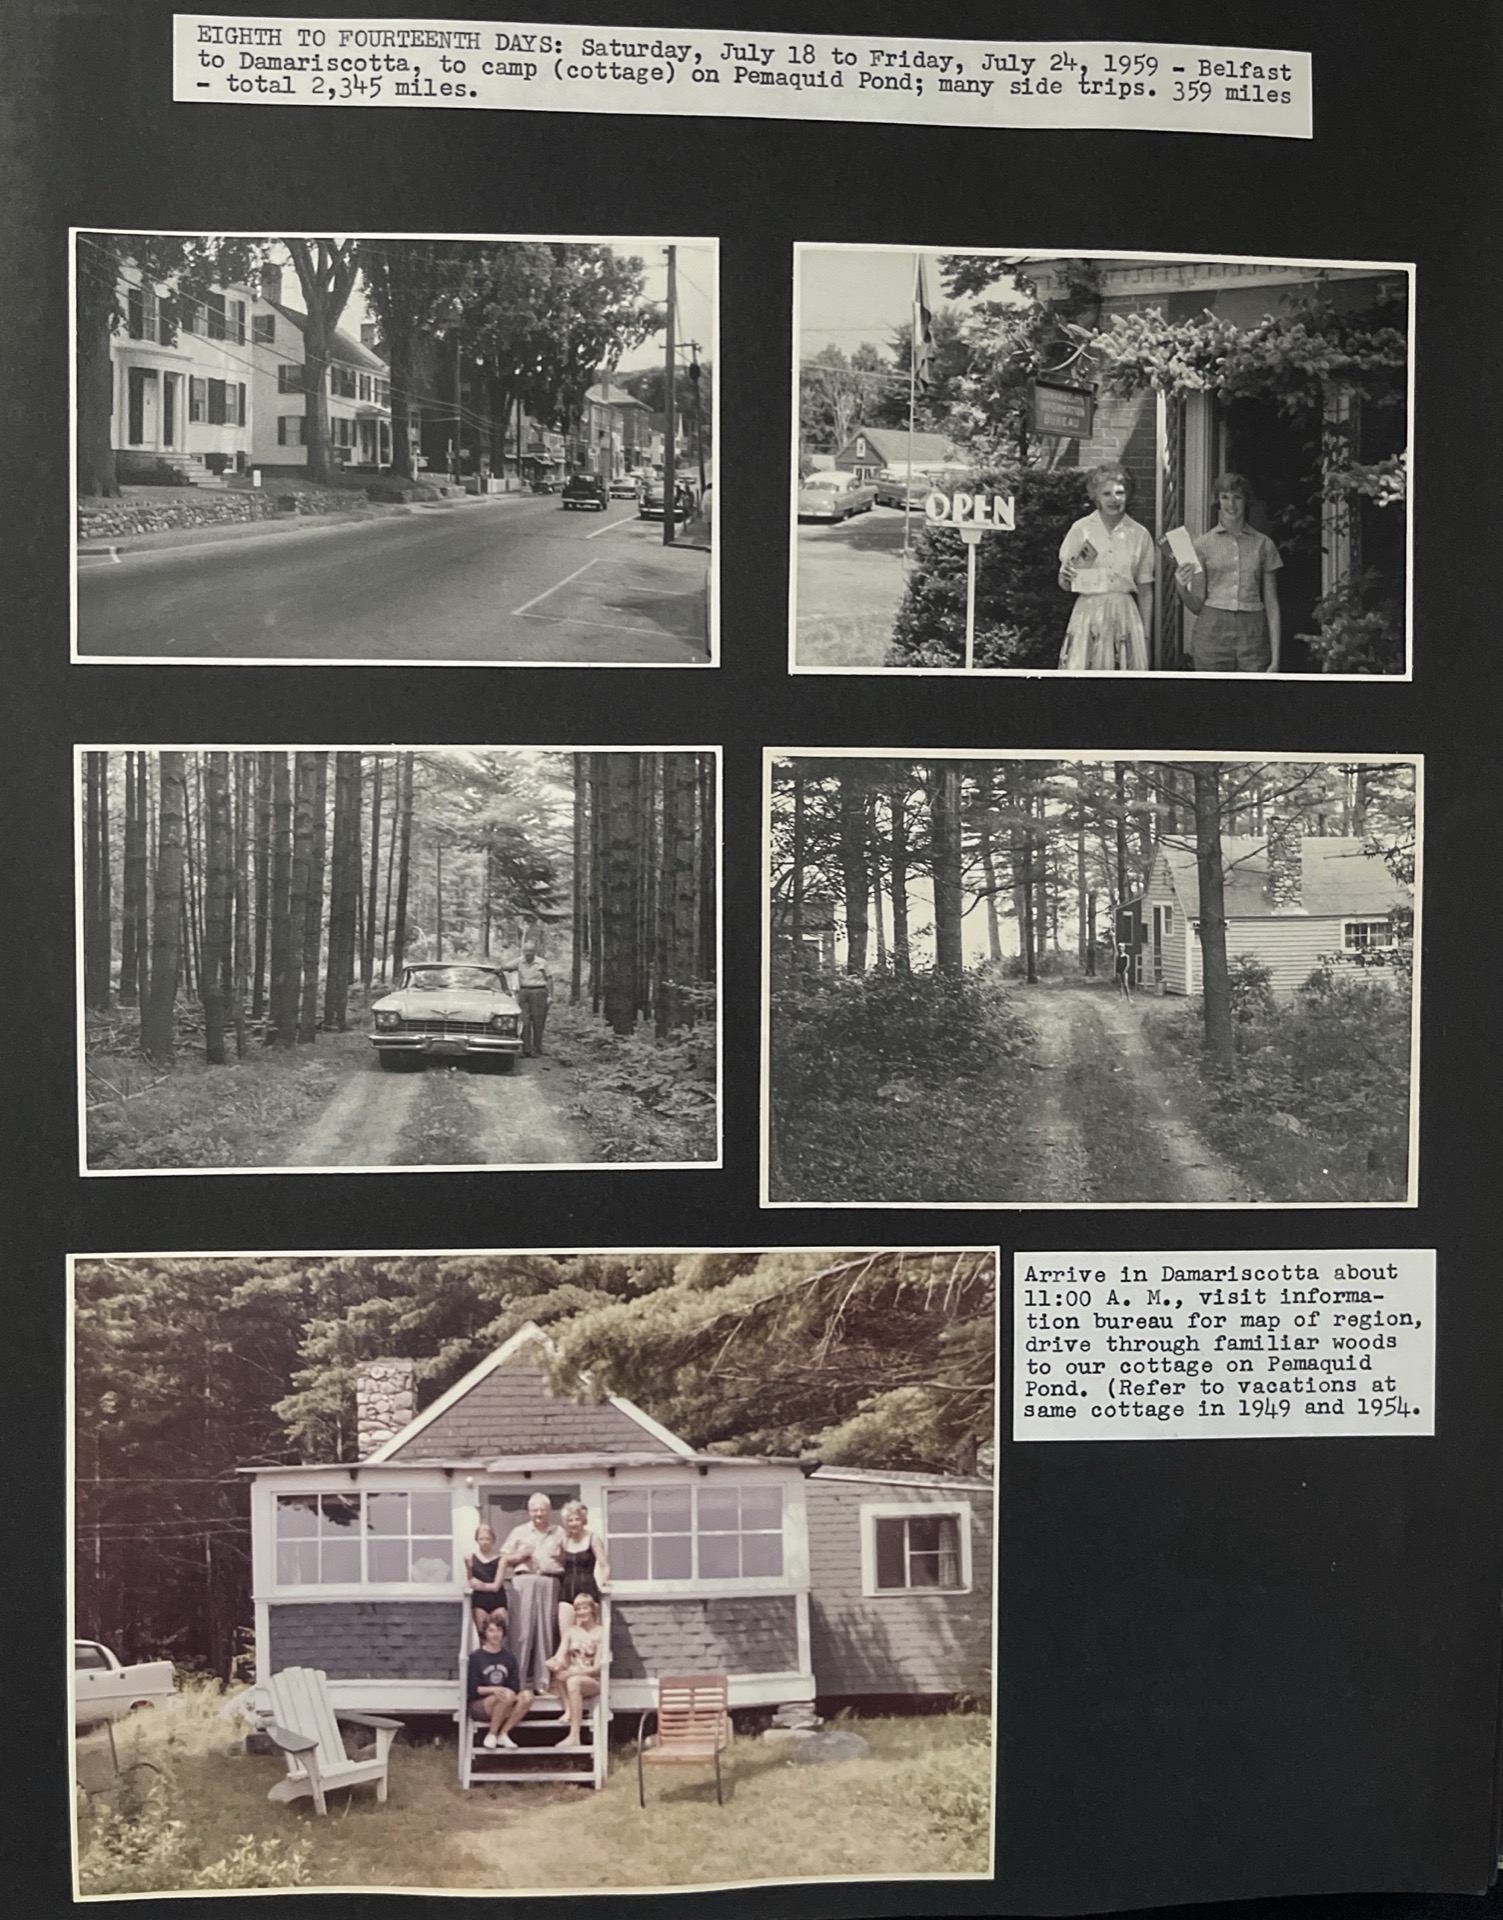 EIGHTH TO FOURTEENTH DAYS: Saturday, July 18 to Friday, July 24, 1959 - Belfast
to Damariscotta, to camp (cottage) on Pemaquid Pond; many side trips. 359 miles
- total 2,345 miles.
INFORMATION
BUREAU
OPEN
Arrive in Damariscotta about
11:00 A. M., visit informa-
tion bureau for map of region,
drive through familiar woods
to our cottage on Pemaquid
Pond. (Refer to vacations at
same cottage in 1949 and 1954.